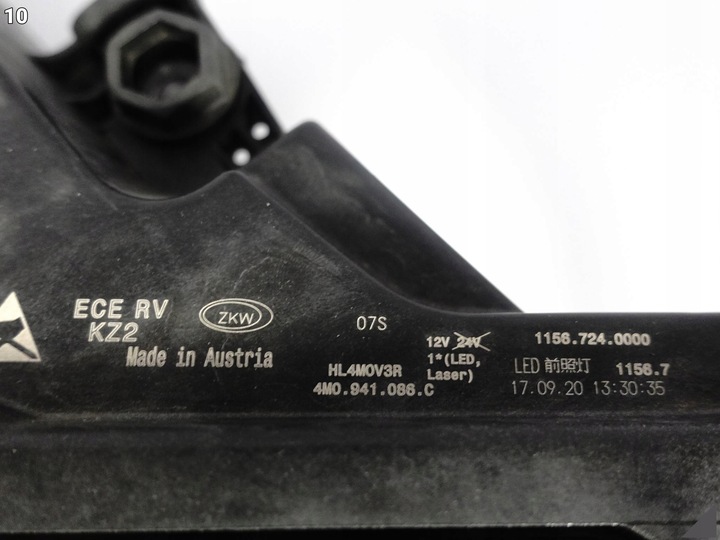 10
ECE RV
KZ2
ZKW
Made in Austria
07S
HL4M0V3R
4M0.941.086.C
12V 24V
1*(LED,
Laser)
1156.724.0000
LED 前照灯 1156.7
17.09.20 13:30:35